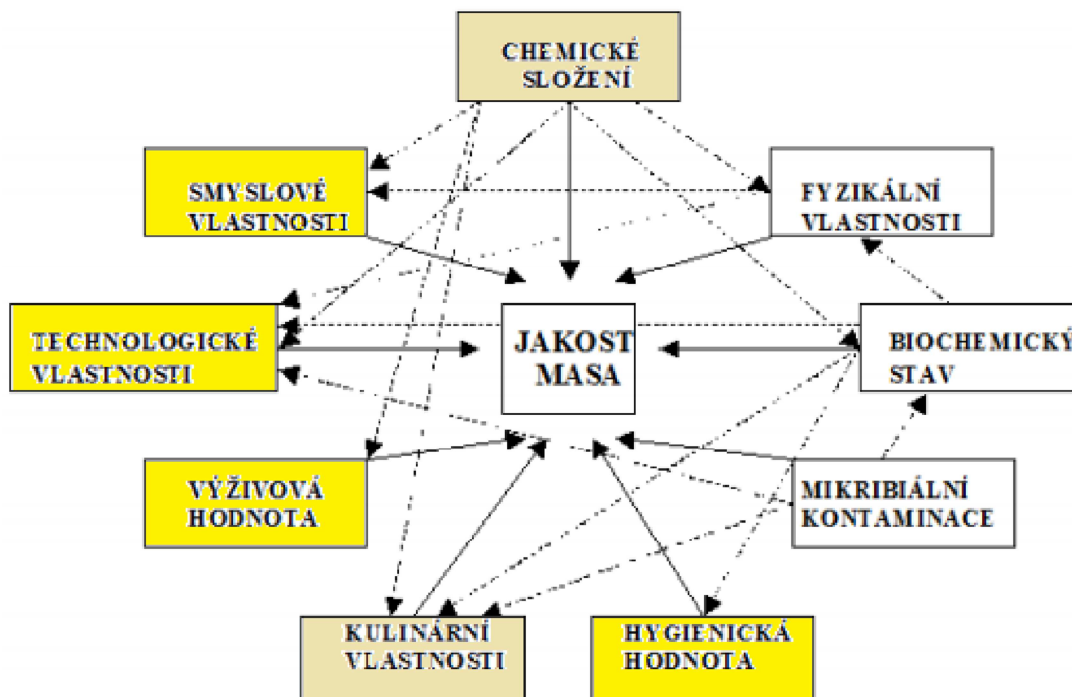 CHEMICKÉ
SLOŽENÍ
SMYSLOVÉ
VLASTNOSTI
FYZIKÁLNÍ
VLASTNOSTI
TECHNOLOGICKÉ
VLASTNOSTI
JAKOST
MASA
BIOCHEMICKÝ
STAV
VÝŽIVOVÁ
HODNOTA
MIKRIBIÁLNÍ
KONTAMINACE
KULINÁRNÍ
VLASTNOSTI
HYGIENICKÁ
HODNOTA